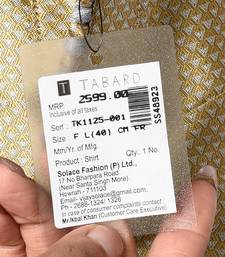 T TABARD
MRP. 2599.00
Inclusive of all taxes
Sort : TK1125-001
Size : F L(40) CM FR
Mth/Yr. of Mfg.
Product : Shirt Qty : 1 No.
Solace Fashion (P) Ltd.,
17 No Bharpara Road.
(Near Santa Singh More)
Howrah - 711103
Email- vijaysolace@gmail.com,
Ph - 2688-1324/ 1326
In case of consumer complaints contact :
Mr.Ikbal Khan (Customer Care Executive)
SS48923